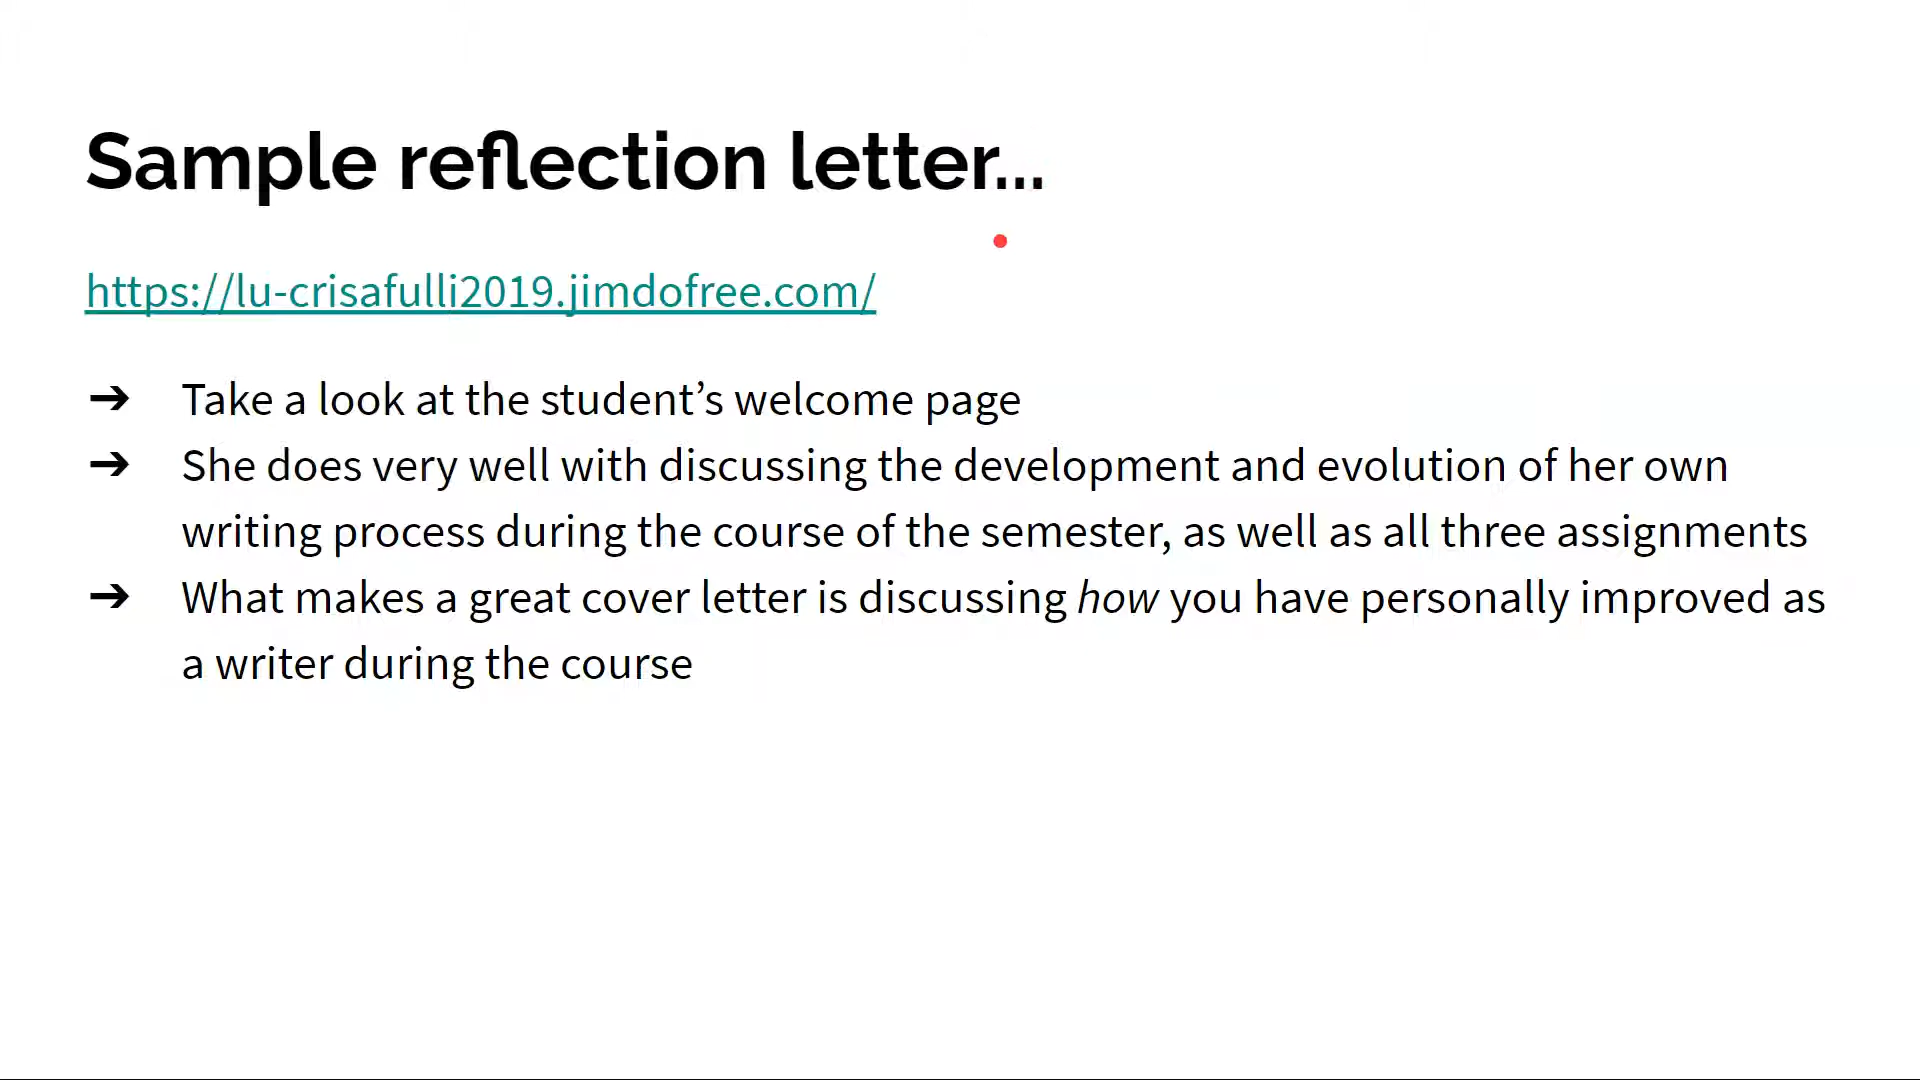 Sample reflection letter...
https://lu-crisafulli2019.jimdofree.com/
➔ Take a look at the student’s welcome page
➔ She does very well with discussing the development and evolution of her own
writing process during the course of the semester, as well as all three assignments
➔ What makes a great cover letter is discussing how you have personally improved as
a writer during the course